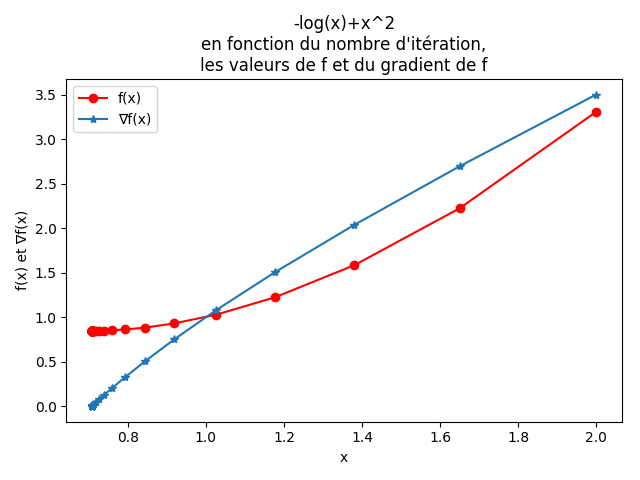 -log(x)+x^2
en fonction du nombre d'itération,
les valeurs de f et du gradient de f
f(x)
∇f(x)
f(x) et ∇f(x)
3.5
3.0
2.5
2.0
1.5
1.0
0.5
0.0
0.8 1.0 1.2 1.4 1.6 1.8 2.0
x